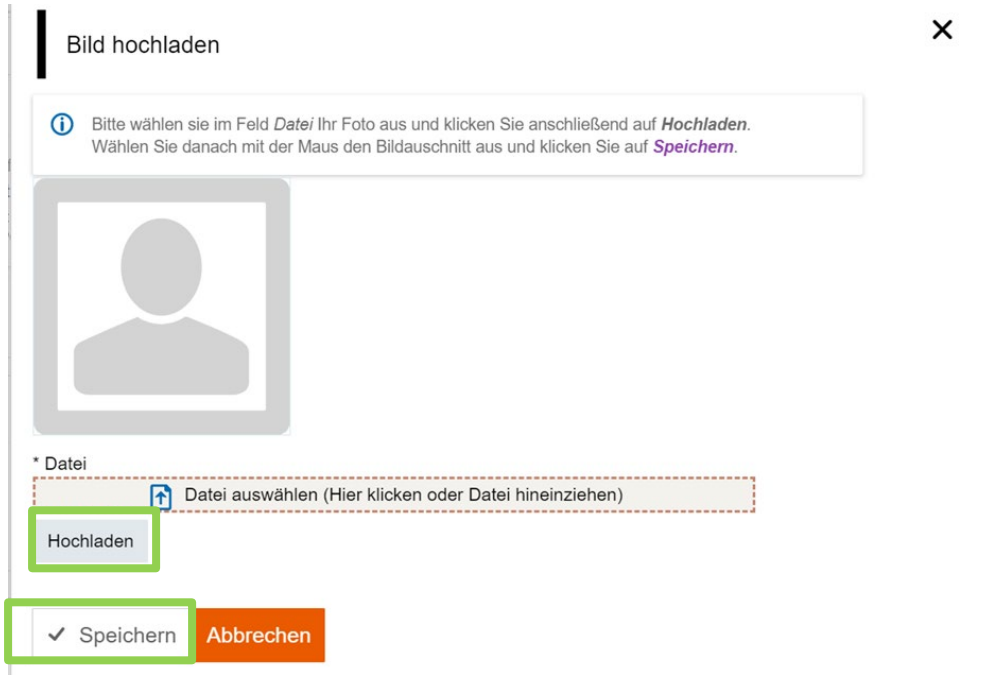 Bild hochladen
Bitte wählen sie im Feld Datei Ihr Foto aus und klicken Sie anschließend auf Hochladen.
Wählen Sie danach mit der Maus den Bildauschnitt aus und klicken Sie auf Speichern.
* Datei
Datei auswählen (Hier klicken oder Datei hineinziehen)
Hochladen
Speichern Abbrechen